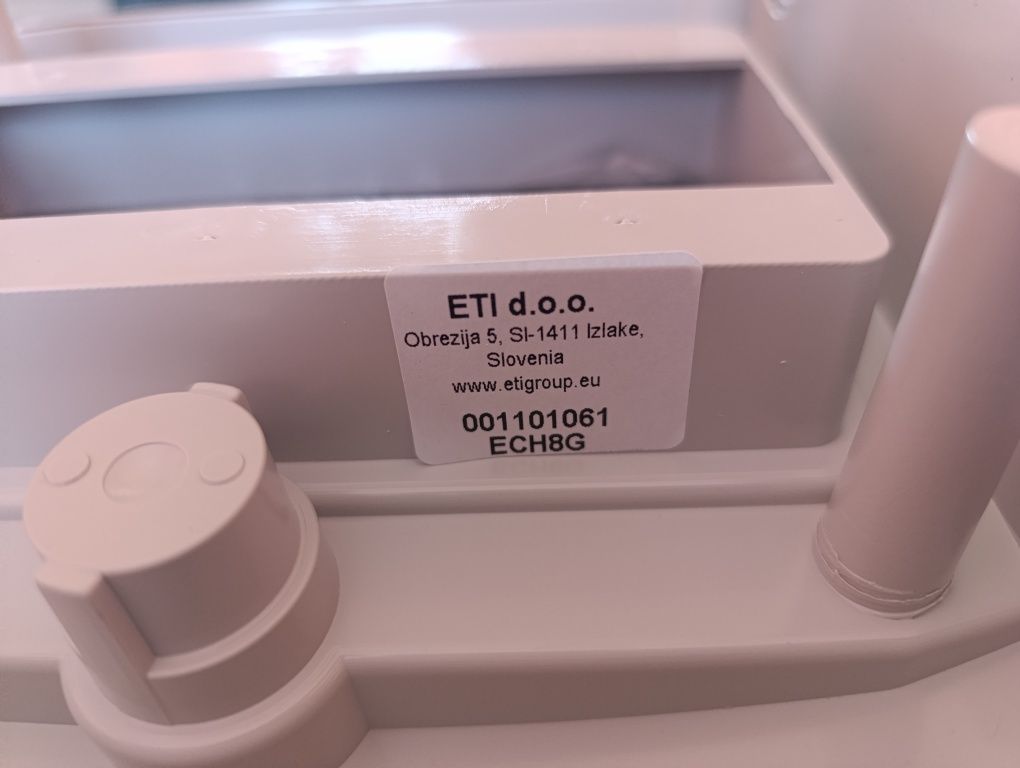 ETI d.o.o.
Obrezija 5, SI-1411 Izlake,
Slovenia
www.etigroup.eu
001101061
ECH8G